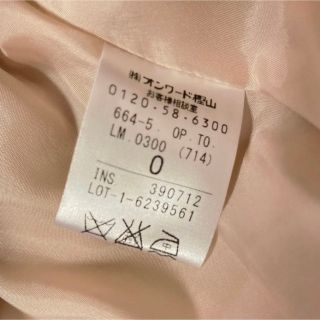 ㈱オンワード樫山
お客様相談室
0120-58-6300
664-5. OP.TO.
LM.0300 (714)
0
INS 390712
LOT-1-6239561
中